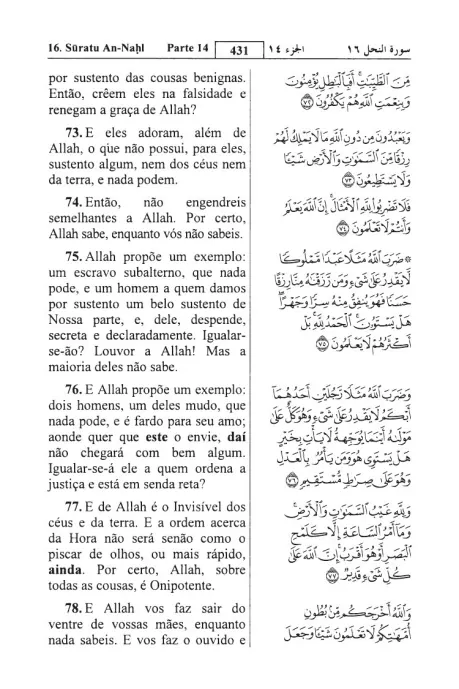 16. Sūratu An-Naḥl Parte 14 431 الجزء ١٤ سورة النحل ١٦
por sustento das cousas benignas.
Então, crêem eles na falsidade e
renegam a graça de Allah?
73. E eles adoram, além de
Allah, o que não possui, para eles,
sustento algum, nem dos céus nem
da terra, e nada podem.
74. Então, não engendreis
semelhantes a Allah. Por certo,
Allah sabe, enquanto vós não sabeis.
75. Allah propõe um exemplo:
um escravo subalterno, que nada
pode, e um homem a quem damos
por sustento um belo sustento de
Nossa parte, e, dele, despende,
secreta e declaradamente. Igualar-
se-ão? Louvor a Allah! Mas a
maioria deles não sabe.
76. E Allah propõe um exemplo:
dois homens, um deles mudo, que
nada pode, e é fardo para seu amo;
aonde quer que este o envie, daí
não chegará com bem algum.
Igualar-se-á ele a quem ordena a
justiça e está em senda reta?
77. E de Allah é o Invisível dos
céus e da terra. E a ordem acerca
da Hora não será senão como o
piscar de olhos, ou mais rápido,
ainda. Por certo, Allah, sobre
todas as cousas, é Onipotente.
78. E Allah vos faz sair do
ventre de vossas mães, enquanto
nada sabeis. E vos faz o ouvido e
مِّنَ ٱلطَّيِّبَٰتِ أَفَبِٱلْبَٰطِلِ يُؤْمِنُونَ
وَبِنِعْمَتِ ٱللَّهِ هُمْ يَكْفُرُونَ ٧٢
وَيَعْبُدُونَ مِن دُونِ ٱللَّهِ مَا لَا يَمْلِكُ لَهُمْ
رِزْقًا مِّنَ ٱلسَّمَٰوَٰتِ وَٱلْأَرْضِ شَيْـًٔا
وَلَا يَسْتَطِيعُونَ ٧٣
فَلَا تَضْرِبُوا۟ لِلَّهِ ٱلْأَمْثَالَ إِنَّ ٱللَّهَ يَعْلَمُ
وَأَنتُمْ لَا تَعْلَمُونَ ٧٤
* ضَرَبَ ٱللَّهُ مَثَلًا عَبْدًا مَّمْلُوكًا
لَّا يَقْدِرُ عَلَىٰ شَىْءٍ وَمَن رَّزَقْنَٰهُ مِنَّا رِزْقًا
حَسَنًا فَهُوَ يُنفِقُ مِنْهُ سِرًّا وَجَهْرًا
هَلْ يَسْتَوُۥنَ ٱلْحَمْدُ لِلَّهِ بَلْ
أَكْثَرُهُمْ لَا يَعْلَمُونَ ٧٥
وَضَرَبَ ٱللَّهُ مَثَلًا رَّجُلَيْنِ أَحَدُهُمَآ
أَبْكَمُ لَا يَقْدِرُ عَلَىٰ شَىْءٍ وَهُوَ كَلٌّ عَلَىٰ
مَوْلَىٰهُ أَيْنَمَا يُوَجِّههُّ لَا يَأْتِ بِخَيْرٍ
هَلْ يَسْتَوِى هُوَ وَمَن يَأْمُرُ بِٱلْعَدْلِ
وَهُوَ عَلَىٰ صِرَٰطٍ مُّسْتَقِيمٍ ٧٦
وَلِلَّهِ غَيْبُ ٱلسَّمَٰوَٰتِ وَٱلْأَرْضِ
وَمَآ أَمْرُ ٱلسَّاعَةِ إِلَّا كَلَمْحِ
ٱلْبَصَرِ أَوْ هُوَ أَقْرَبُ إِنَّ ٱللَّهَ عَلَىٰ
كُلِّ شَىْءٍ قَدِيرٌ ٧٧
وَٱللَّهُ أَخْرَجَكُم مِّنۢ بُطُونِ
أُمَّهَٰتِكُمْ لَا تَعْلَمُونَ شَيْـًٔا وَجَعَلَ